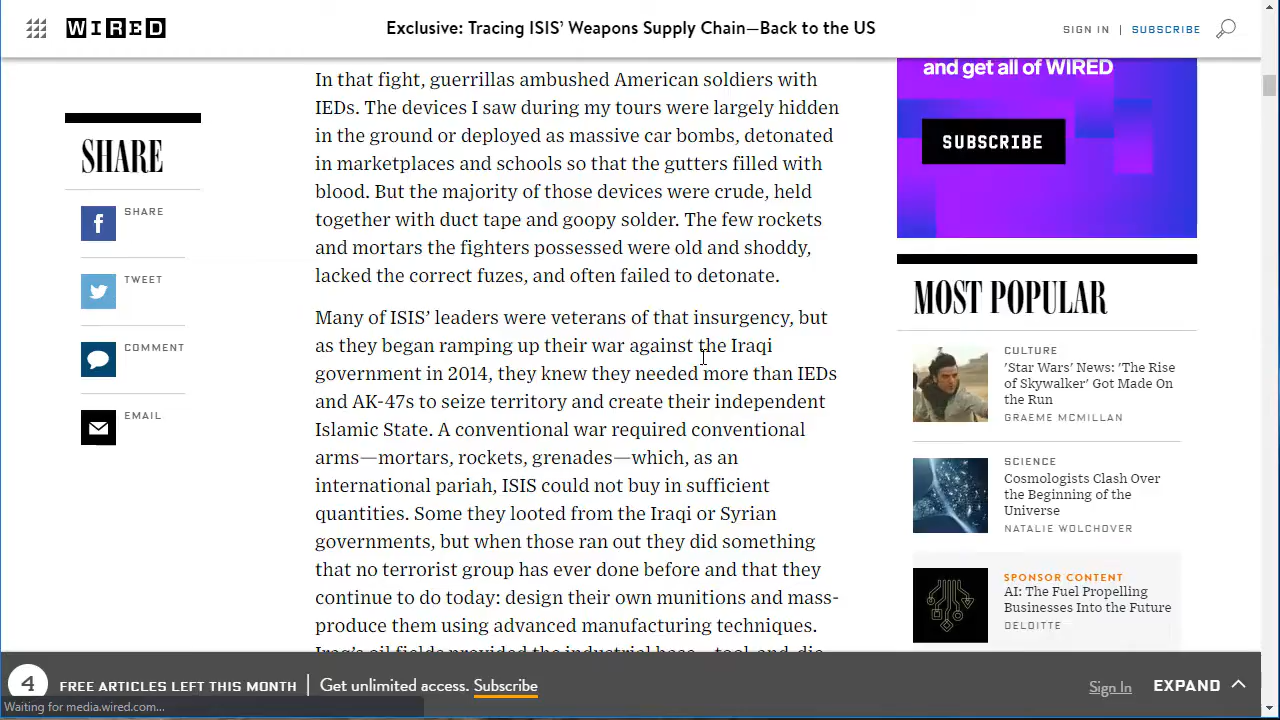 WIRED
Exclusive: Tracing ISIS’ Weapons Supply Chain—Back to the US
SIGN IN | SUBSCRIBE
SHARE
SHARE
TWEET
COMMENT
EMAIL
In that fight, guerrillas ambushed American soldiers with
IEDs. The devices I saw during my tours were largely hidden
in the ground or deployed as massive car bombs, detonated
in marketplaces and schools so that the gutters filled with
blood. But the majority of those devices were crude, held
together with duct tape and goopy solder. The few rockets
and mortars the fighters possessed were old and shoddy,
lacked the correct fuzes, and often failed to detonate.
Many of ISIS’ leaders were veterans of that insurgency, but
as they began ramping up their war against the Iraqi
government in 2014, they knew they needed more than IEDs
and AK-47s to seize territory and create their independent
Islamic State. A conventional war required conventional
arms—mortars, rockets, grenades—which, as an
international pariah, ISIS could not buy in sufficient
quantities. Some they looted from the Iraqi or Syrian
governments, but when those ran out they did something
that no terrorist group has ever done before and that they
continue to do today: design their own munitions and mass-
produce them using advanced manufacturing techniques.
Iraq’s oil fields provided the industrial base—tool-and-die
and get all of WIRED
SUBSCRIBE
MOST POPULAR
CULTURE
'Star Wars' News: 'The Rise
of Skywalker' Got Made On
the Run
GRAEME MCMILLAN
SCIENCE
Cosmologists Clash Over
the Beginning of the
Universe
NATALIE WOLCHOVER
SPONSOR CONTENT
AI: The Fuel Propelling
Businesses Into the Future
DELOITTE
4 FREE ARTICLES LEFT THIS MONTH | Get unlimited access. Subscribe
Sign In EXPAND
Waiting for media.wired.com...